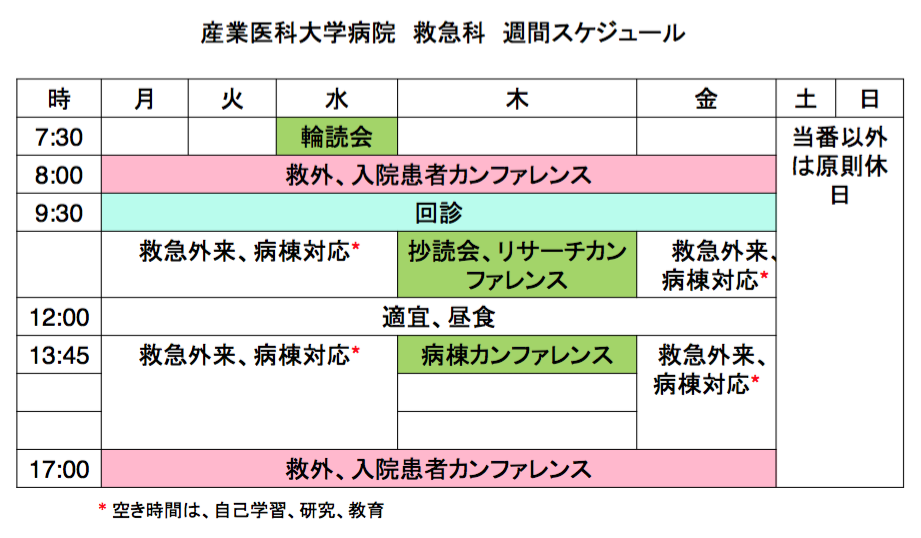 産業医科大学病院 救急科 週間スケジュール
時 月 火 水 木 金 土 日
7:30 輪読会 当番以外
は原則休
日
8:00 救外、入院患者カンファレンス
9:30 回診
救急外来、病棟対応* 抄読会、リサーチカン
ファレンス 救急外来、
病棟対応*
12:00 適宜、昼食
13:45 救急外来、病棟対応* 病棟カンファレンス 救急外来、
病棟対応*
17:00 救外、入院患者カンファレンス
* 空き時間は、自己学習、研究、教育